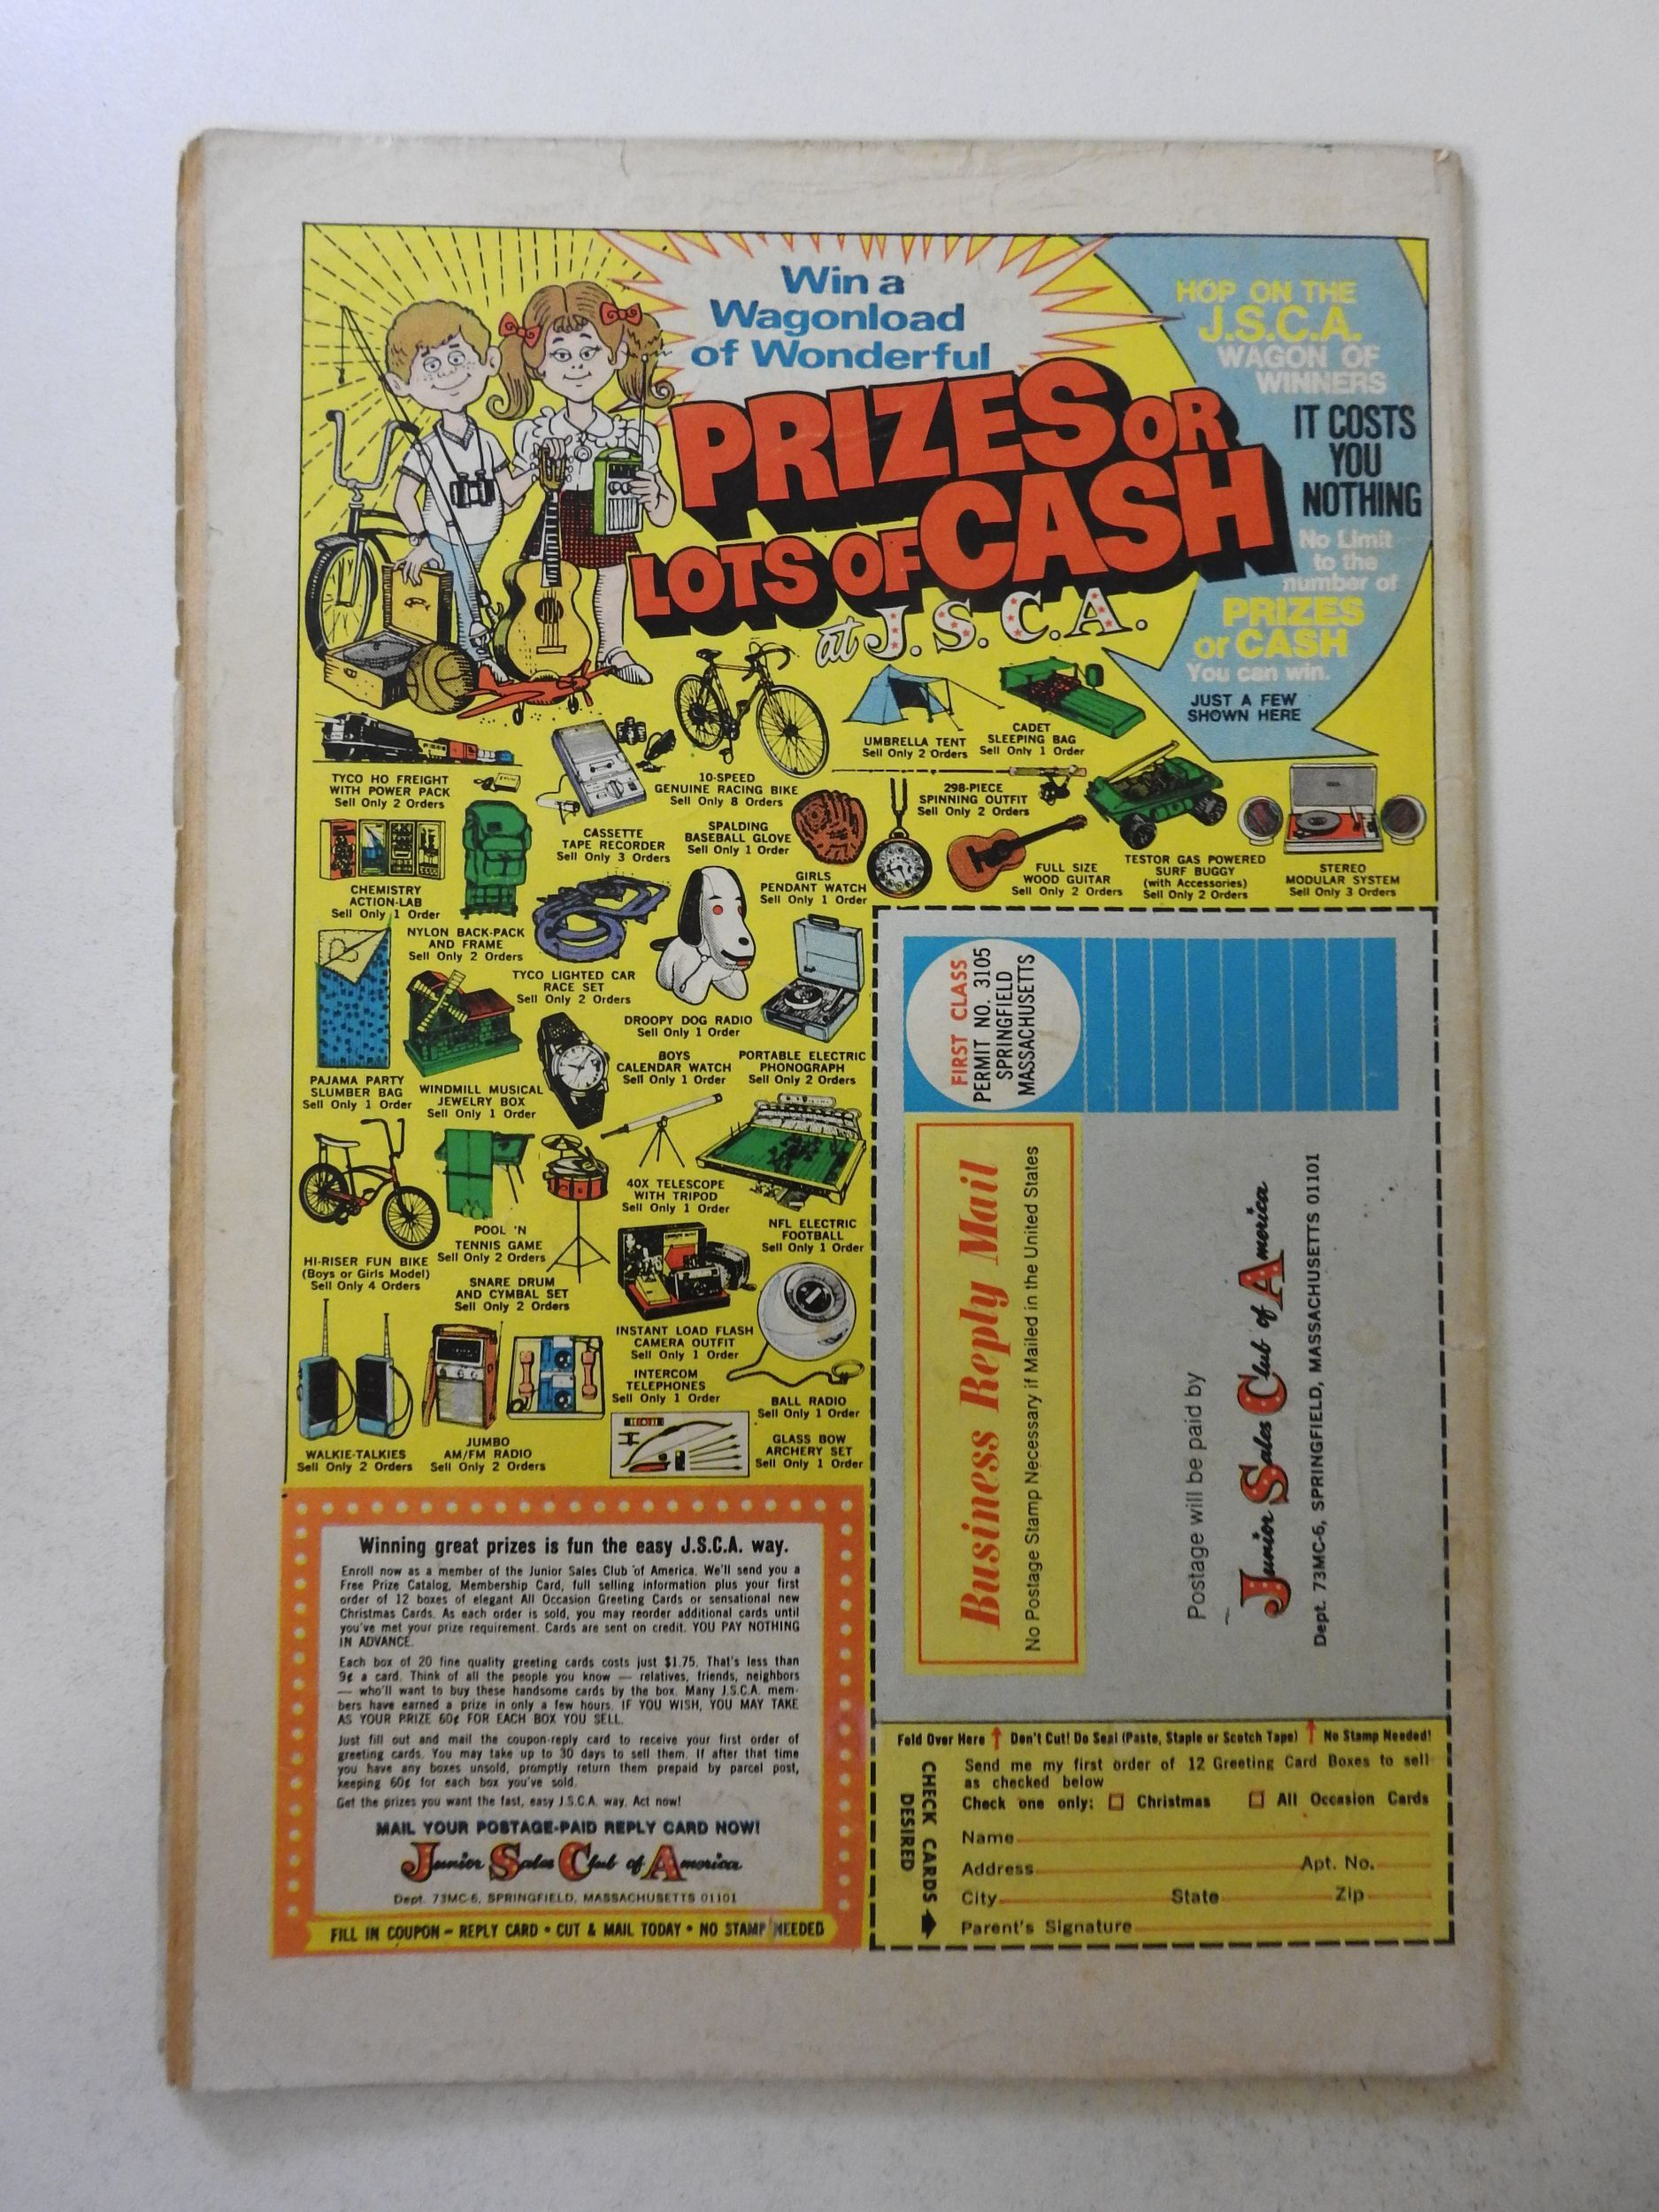 Win a
Wagonload
of Wonderful
PRIZES OR
LOTS OF CASH
at J.S.C.A.
HOP ON THE
J.S.C.A.
WAGON OF
WINNERS
IT COSTS
YOU
NOTHING
No Limit
to the
number of
PRIZES
or CASH
You can win.
JUST A FEW
SHOWN HERE
TYCO HO FREIGHT
WITH POWER PACK
Sell Only 2 Orders
CASSETTE
TAPE RECORDER
Sell Only 3 Orders
10-SPEED
GENUINE RACING BIKE
Sell Only 8 Orders
UMBRELLA TENT
Sell Only 2 Orders
CADET
SLEEPING BAG
Sell Only 1 Order
SPALDING
BASEBALL GLOVE
Sell Only 1 Order
298-PIECE
SPINNING OUTFIT
Sell Only 2 Orders
GIRLS
PENDANT WATCH
Sell Only 1 Order
FULL SIZE
WOOD GUITAR
Sell Only 2 Orders
TESTOR GAS POWERED
SURF BUGGY
(with Accessories)
Sell Only 2 Orders
STEREO
MODULAR SYSTEM
Sell Only 3 Orders
CHEMISTRY
ACTION-LAB
Sell Only 1 Order
NYLON BACK-PACK
AND FRAME
Sell Only 2 Orders
TYCO LIGHTED CAR
RACE SET
Sell Only 2 Orders
DROOPY DOG RADIO
Sell Only 1 Order
PAJAMA PARTY
SLUMBER BAG
Sell Only 1 Order
WINDMILL MUSICAL
JEWELRY BOX
Sell Only 1 Order
BOYS
CALENDAR WATCH
Sell Only 1 Order
PORTABLE ELECTRIC
PHONOGRAPH
Sell Only 2 Orders
40X TELESCOPE
WITH TRIPOD
Sell Only 1 Order
NFL ELECTRIC
FOOTBALL
Sell Only 1 Order
HI-RISER FUN BIKE
(Boys or Girls Model)
Sell Only 4 Orders
POOL 'N
TENNIS GAME
Sell Only 2 Orders
SNARE DRUM
AND CYMBAL SET
Sell Only 2 Orders
INSTANT LOAD FLASH
CAMERA OUTFIT
Sell Only 1 Order
INTERCOM
TELEPHONES
Sell Only 1 Order
BALL RADIO
Sell Only 1 Order
WALKIE-TALKIES
Sell Only 2 Orders
JUMBO
AM/FM RADIO
Sell Only 2 Orders
GLASS BOW
ARCHERY SET
Sell Only 1 Order
Winning great prizes is fun the easy J.S.C.A. way.
Enroll now as a member of the Junior Sales Club of America. We'll send you a
Free Prize Catalog, Membership Card, full selling information plus your first
order of 12 boxes of elegant All Occasion Greeting Cards or sensational new
Christmas Cards. As each order is sold, you may reorder additional cards until
you've met your prize requirement. Cards are sent on credit. YOU PAY NOTHING
IN ADVANCE.
Each box of 20 fine quality greeting cards costs just $1.75. That's less than
9¢ a card. Think of all the people you know — relatives, friends, neighbors
— who'll want to buy these handsome cards by the box. Many J.S.C.A. mem-
bers have earned a prize in only a few hours. IF YOU WISH, YOU MAY TAKE
AS YOUR PRIZE 60¢ FOR EACH BOX YOU SELL.
Just fill out and mail the coupon-reply card to receive your first order of
greeting cards. You may take up to 30 days to sell them. If after that time
you have any boxes unsold, promptly return them prepaid by parcel post,
keeping 60¢ for each box you've sold.
Get the prizes you want the fast, easy J.S.C.A. way. Act now!
MAIL YOUR POSTAGE-PAID REPLY CARD NOW!
Junior Sales Club of America
Dept. 73MC-6, SPRINGFIELD, MASSACHUSETTS 01101
FILL IN COUPON – REPLY CARD • CUT & MAIL TODAY • NO STAMP NEEDED
FIRST CLASS
PERMIT NO. 3105
SPRINGFIELD
MASSACHUSETTS
Business Reply Mail
No Postage Stamp Necessary if Mailed in the United States
Postage will be paid by
Junior Sales Club of America
Dept. 73MC-6, SPRINGFIELD, MASSACHUSETTS 01101
Fold Over Here ↑ Don't Cut! Do Seal (Paste, Staple or Scotch Tape) ↑ No Stamp Needed!
CHECK CARDS
DESIRED
Send me my first order of 12 Greeting Card Boxes to sell
as checked below
Check one only: □ Christmas □ All Occasion Cards
Name
Address Apt. No.
City State Zip
Parent's Signature